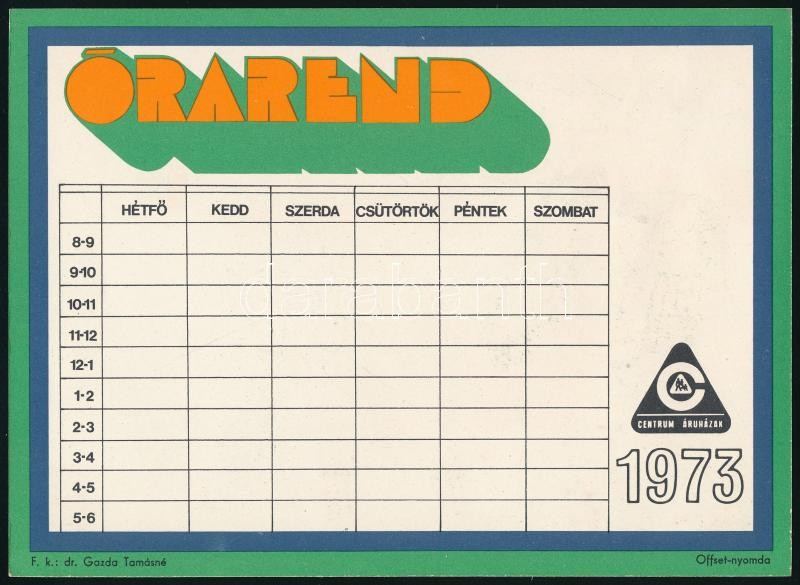 ÓRAREND
HÉTFŐ KEDD SZERDA CSÜTÖRTÖK PÉNTEK SZOMBAT
8-9
9-10
10-11
11-12
12-1
1-2
2-3
3-4
4-5
5-6
darabanth
C
CENTRUM ÁRUHÁZAK
1973
F. k.: dr. Gazda Tamásné
Offset-nyomda